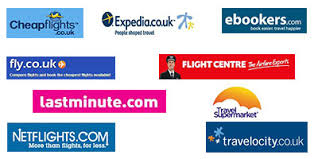 Cheapflights
.co.uk
Expedia.co.uk
People shaped travel
ebookers.com
book easier. travel happier
fly.co.uk
Compare flights and book the cheapest flights available!
FLIGHT CENTRE The Airfare Experts
lastminute.com
Travel
Supermarket
NETFLIGHTS.COM
More than flights, for less.
travelocity.co.uk